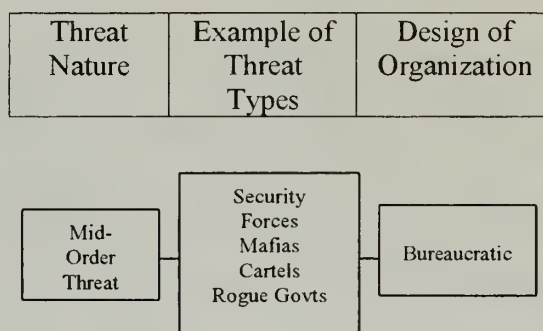 Threat
Nature
Example of
Threat
Types
Design of
Organization
Mid-
Order
Threat
Security
Forces
Mafias
Cartels
Rogue Govts
Bureaucratic